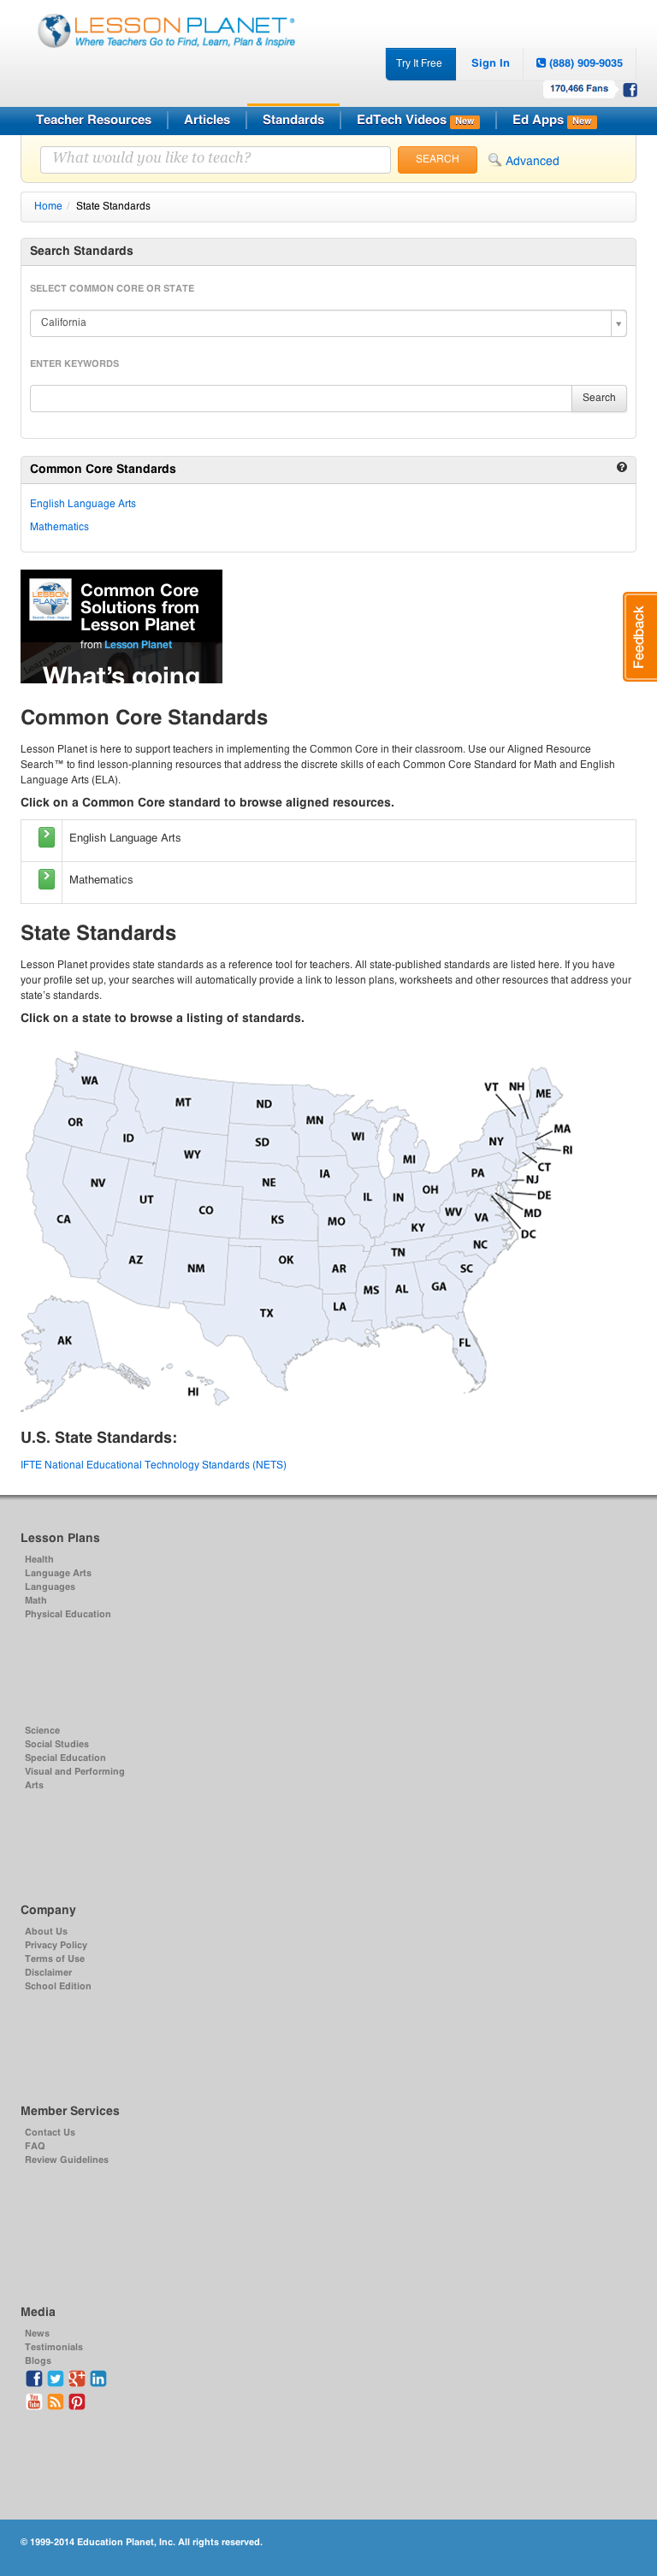 LESSON PLANET®
Where Teachers Go to Find, Learn, Plan & Inspire
Try It Free Sign In (888) 909-9035
170,466 Fans
Teacher Resources Articles Standards EdTech Videos New Ed Apps New
What would you like to teach? SEARCH Advanced
Home / State Standards
Search Standards
SELECT COMMON CORE OR STATE
California
ENTER KEYWORDS
Search
Common Core Standards
English Language Arts
Mathematics
Common Core
Solutions from
Lesson Planet
from Lesson Planet
Learn More
What's going
Feedback
Common Core Standards
Lesson Planet is here to support teachers in implementing the Common Core in their classroom. Use our Aligned Resource
Search™ to find lesson-planning resources that address the discrete skills of each Common Core Standard for Math and English
Language Arts (ELA).
Click on a Common Core standard to browse aligned resources.
English Language Arts
Mathematics
State Standards
Lesson Planet provides state standards as a reference tool for teachers. All state-published standards are listed here. If you have
your profile set up, your searches will automatically provide a link to lesson plans, worksheets and other resources that address your
state's standards.
Click on a state to browse a listing of standards.
WA MT ND MN VT NH ME
OR ID WY SD WI MI NY MA RI
NV UT CO NE IA IL IN OH PA CT NJ
CA KS MO KY WV VA DE MD DC
AZ NM OK AR TN NC SC
TX LA MS AL GA FL
AK HI
U.S. State Standards:
IFTE National Educational Technology Standards (NETS)
Lesson Plans
Health
Language Arts
Languages
Math
Physical Education
Science
Social Studies
Special Education
Visual and Performing
Arts
Company
About Us
Privacy Policy
Terms of Use
Disclaimer
School Edition
Member Services
Contact Us
FAQ
Review Guidelines
Media
News
Testimonials
Blogs
© 1999-2014 Education Planet, Inc. All rights reserved.